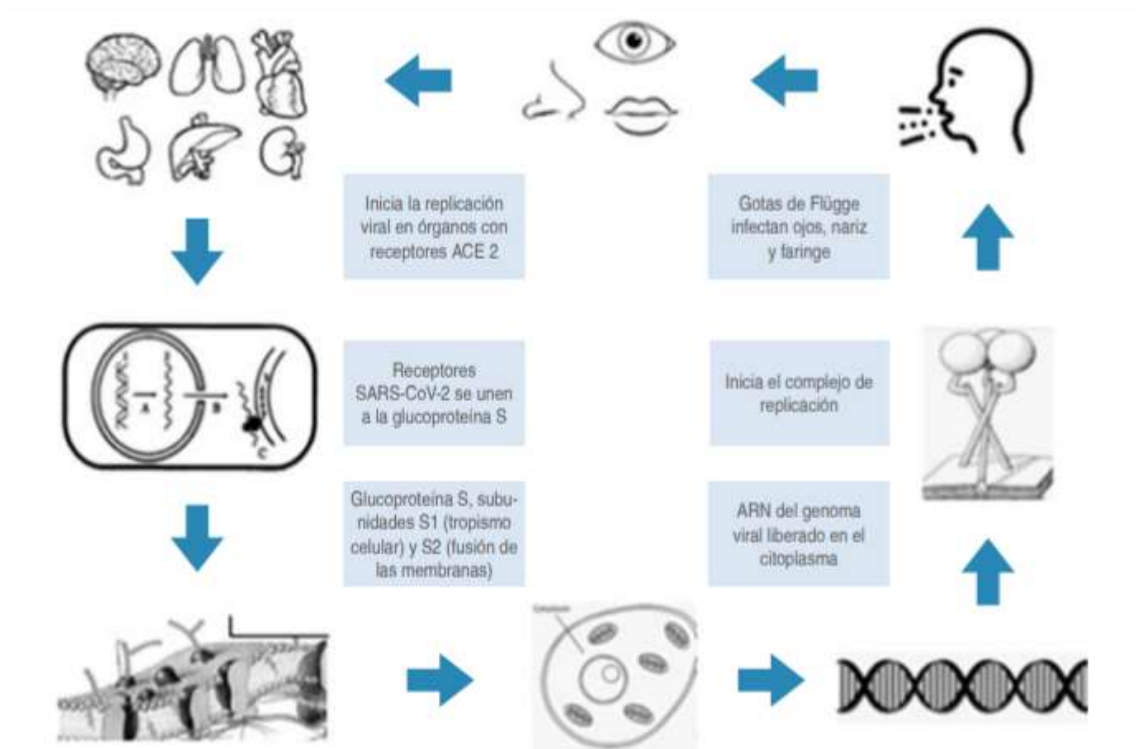 Inicia la replicación
viral en órganos con
receptores ACE 2
Gotas de Flügge
infectan ojos, nariz
y faringe
Receptores
SARS-CoV-2 se unen
a la glucoproteína S
Inicia el complejo de
replicación
Glucoproteína S, subu-
nidades S1 (tropismo
celular) y S2 (fusión de
las membranas)
ARN del genoma
viral liberado en el
citoplasma
A
B
C